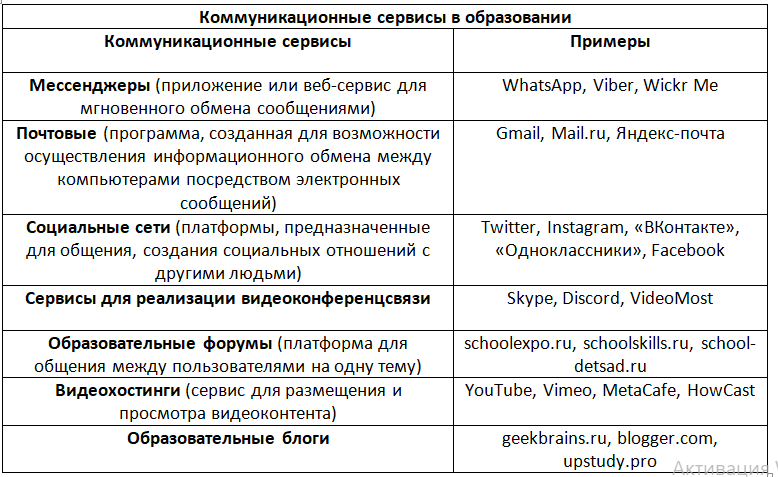 Коммуникационные сервисы в образовании
Коммуникационные сервисы
Примеры
Мессенджеры (приложение или веб-сервис для
мгновенного обмена сообщениями)
WhatsApp, Viber, Wickr Me
Почтовые (программа, созданная для возможности
осуществления информационного обмена между
компьютерами посредством электронных
сообщений)
Gmail, Mail.ru, Яндекс-почта
Социальные сети (платформы, предназначенные
для общения, создания социальных отношений с
другими людьми)
Twitter, Instagram, «ВКонтакте»,
«Одноклассники», Facebook
Сервисы для реализации видеоконференцсвязи
Skype, Discord, VideoMost
Образовательные форумы (платформа для
общения между пользователями на одну тему)
schoolexpo.ru, schoolskills.ru, school-
detsad.ru
Видеохостинги (сервис для размещения и
просмотра видеоконтента)
YouTube, Vimeo, MetaCafe, HowCast
Образовательные блоги
geekbrains.ru, blogger.com,
upstudy.pro
Активация